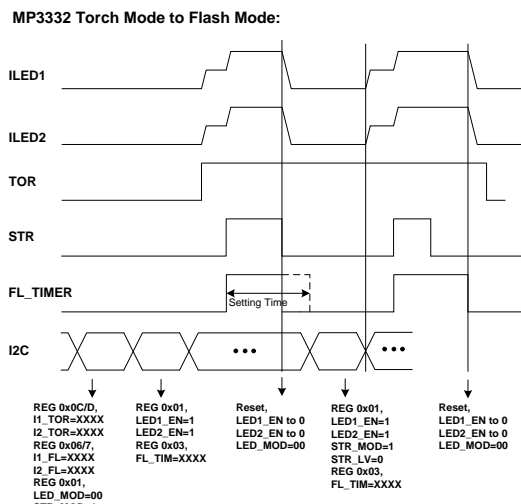 MP3332 Torch Mode to Flash Mode:
ILED1
ILED2
TOR
STR
FL_TIMER
Setting Time
I2C
REG 0x0C/D,
I1_TOR=XXXX
I2_TOR=XXXX
REG 0x06/7,
I1_FL=XXXX
I2_FL=XXXX
REG 0x01,
LED_MOD=00
REG 0x01,
LED1_EN=1
LED2_EN=1
REG 0x03,
FL_TIM=XXXX
Reset,
LED1_EN to 0
LED2_EN to 0
LED_MOD=00
REG 0x01,
LED1_EN=1
LED2_EN=1
STR_MOD=1
STR_LV=0
REG 0x03,
FL_TIM=XXXX
Reset,
LED1_EN to 0
LED2_EN to 0
LED_MOD=00